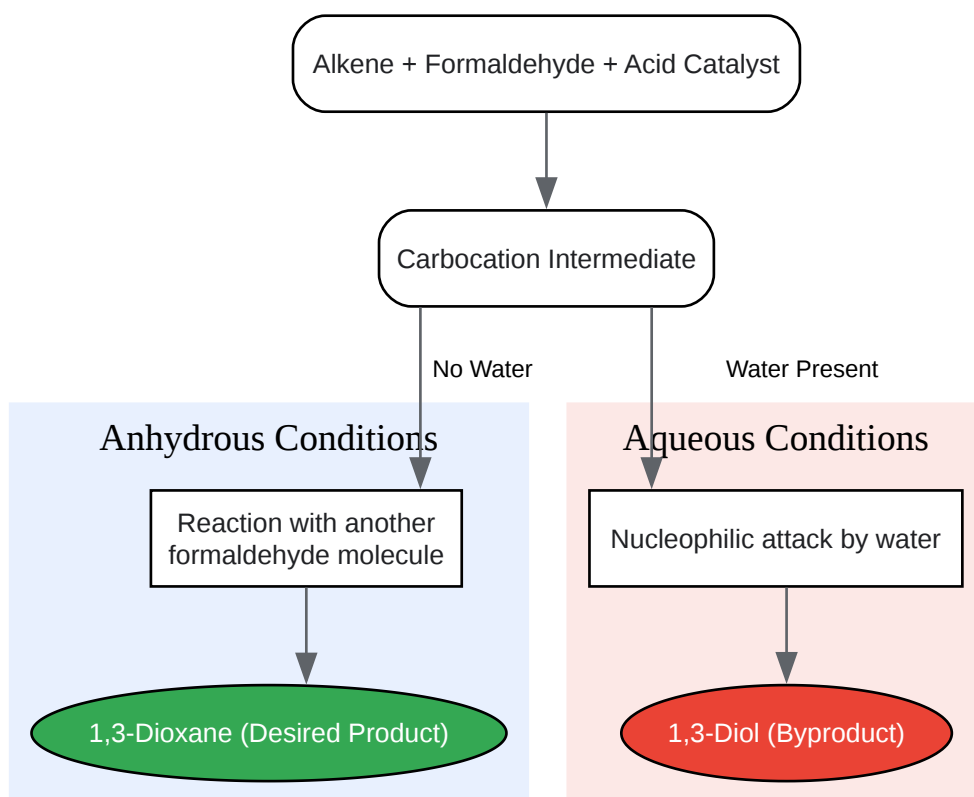 Alkene + Formaldehyde + Acid Catalyst
Carbocation Intermediate
No Water
Water Present
Anhydrous Conditions
Aqueous Conditions
Reaction with another
formaldehyde molecule
Nucleophilic attack by water
1,3-Dioxane (Desired Product)
1,3-Diol (Byproduct)